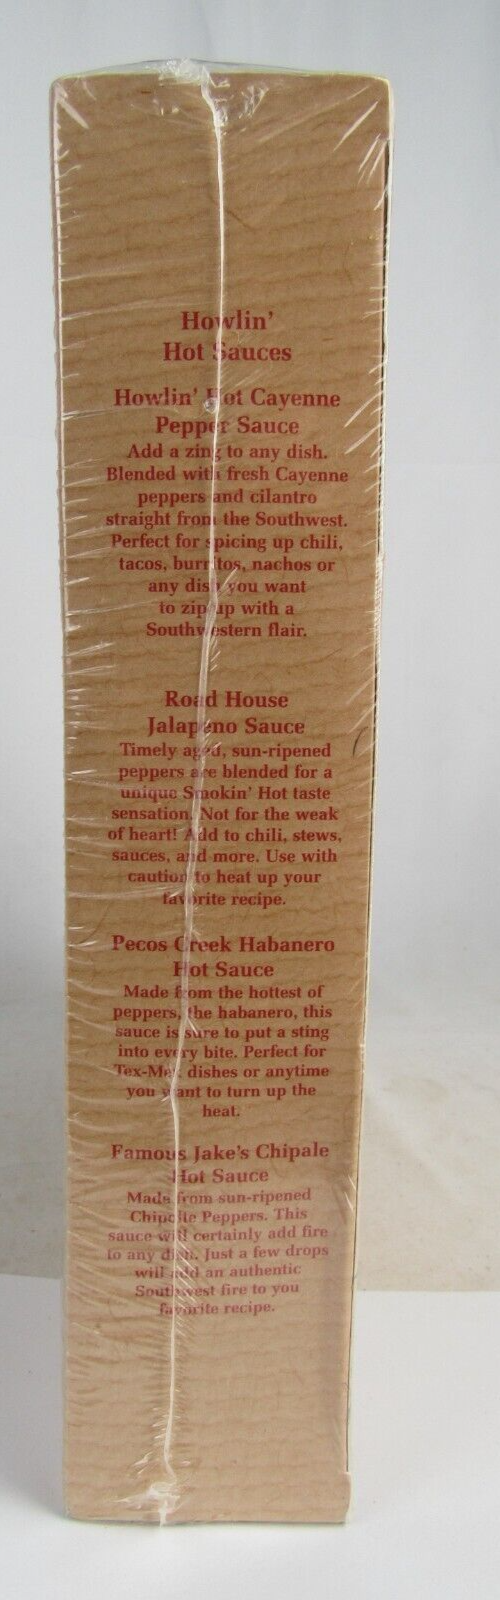 Howlin'
Hot Sauces
Howlin' Hot Cayenne
Pepper Sauce
Add a zing to any dish.
Blended with fresh Cayenne
peppers and cilantro
straight from the Southwest.
Perfect for spicing up chili,
tacos, burritos, nachos or
any dish you want
to zip up with a
Southwestern flair.
Road House
Jalapeno Sauce
Timely aged, sun-ripened
peppers are blended for a
unique Smokin' Hot taste
sensation. Not for the weak
of heart! Add to chili, stews,
sauces, and more. Use with
caution to heat up your
favorite recipe.
Pecos Creek Habanero
Hot Sauce
Made from the hottest of
peppers, the habanero, this
sauce is sure to put a sting
into every bite. Perfect for
Tex-Mex dishes or anytime
you want to turn up the
heat.
Famous Jake's Chipale
Hot Sauce
Made from sun-ripened
Chipolte Peppers. This
sauce will certainly add fire
to any dish. Just a few drops
will add an authentic
Southwest fire to you
favorite recipe.